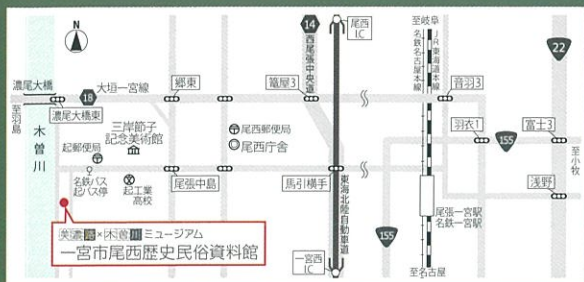 N
濃尾大橋
至羽島
木曽川
18
大垣一宮線
濃尾大橋東
郷東
三岸節子
記念美術館
起郵便局
名鉄バス
起バス停
起工業
高校
尾張中島
尾西郵便局
尾西庁舎
14
西尾張中央道
籠屋3
馬引横手
尾西
I.C
東海北陸自動車道
一宮西
I.C
至岐阜
名鉄名古屋本線
JR東海道本線
音羽3
羽衣1
155
富士3
22
至小牧
浅野
尾張一宮駅
名鉄一宮駅
155
至名古屋
美濃路×木曽川ミュージアム
一宮市尾西歴史民俗資料館